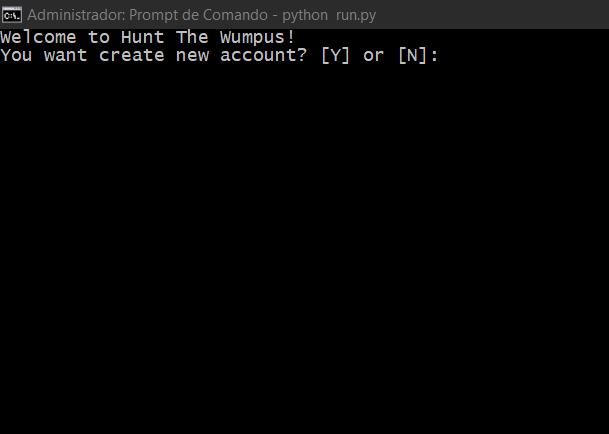 Administrador: Prompt de Comando - python  run.py
Welcome to Hunt The Wumpus!
You want create new account? [Y] or [N]: